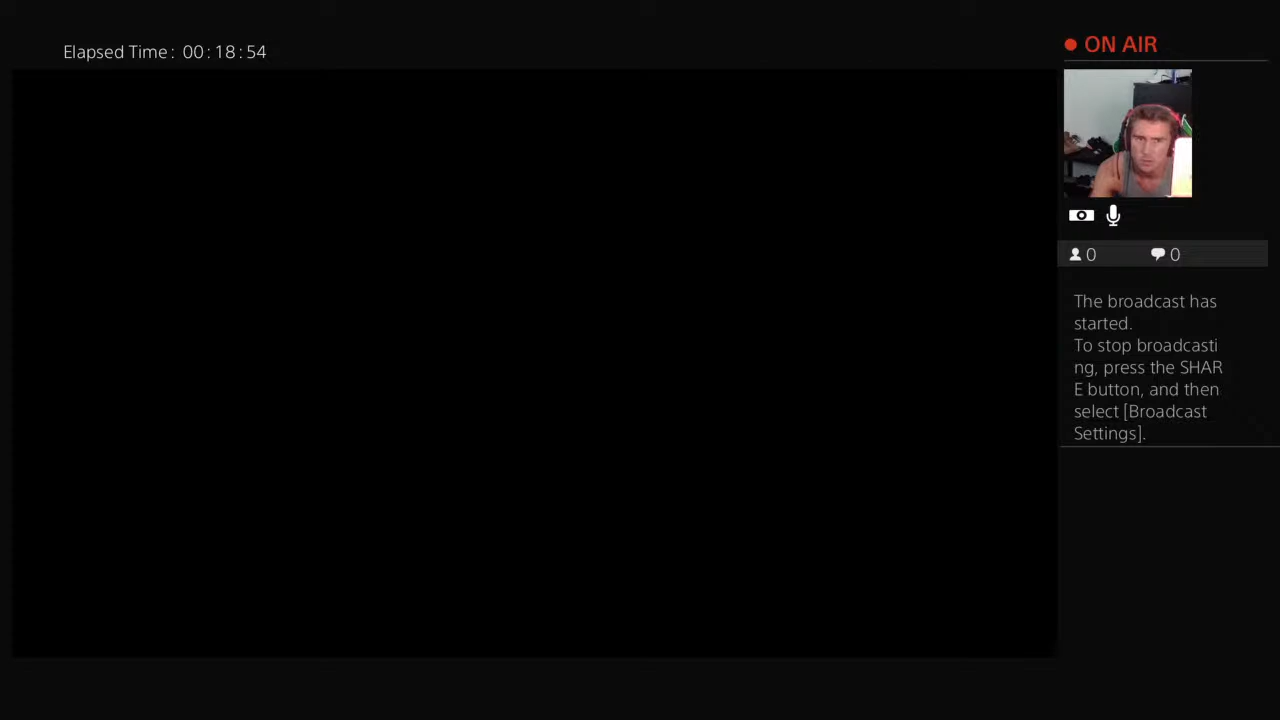 Elapsed Time: 00:18:54
ON AIR
0 0
The broadcast has
started.
To stop broadcasti
ng, press the SHAR
E button, and then
select [Broadcast
Settings].